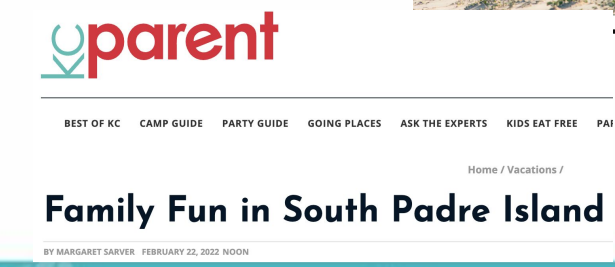 KC parent
BEST OF KC CAMP GUIDE PARTY GUIDE GOING PLACES ASK THE EXPERTS KIDS EAT FREE
Home / Vacations /
Family Fun in South Padre Island
BY MARGARET SARVER FEBRUARY 22, 2022 NOON